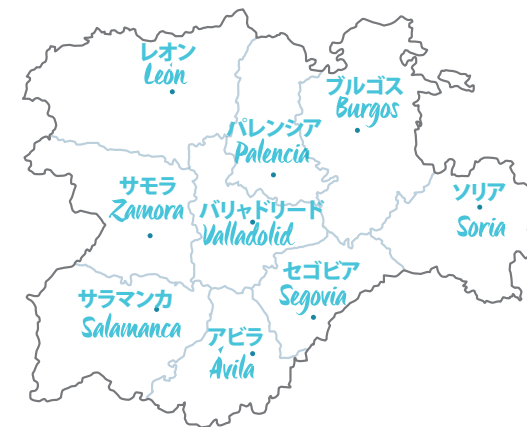 レオン
León
ブルゴス
Burgos
パレンシア
Palencia
サモラ
Zamora
バリャドリード
Valladolid
ソリア
Soria
セゴビア
Segovia
サラマンカ
Salamanca
アビラ
Ávila